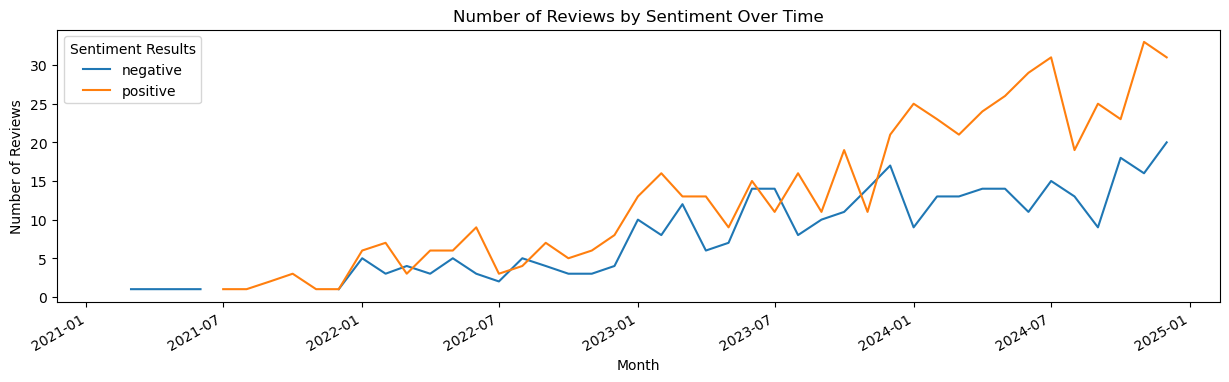 Number of Reviews by Sentiment Over Time
Sentiment Results
negative
positive
Number of Reviews
30
25
20
15
10
5
0
2021-01
2021-07
2022-01
2022-07
2023-01
2023-07
2024-01
2024-07
2025-01
Month